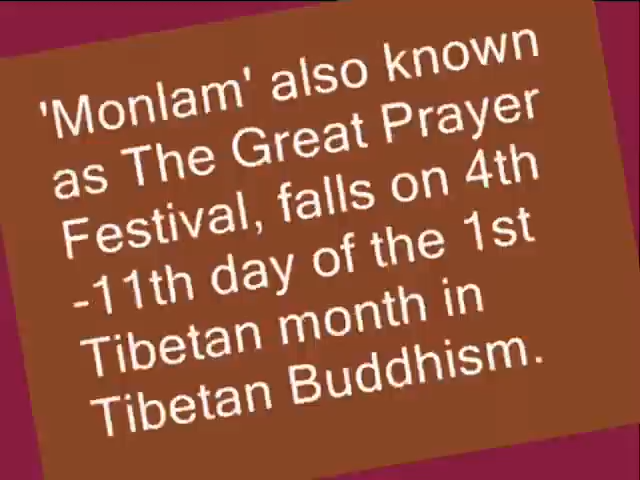 'Monlam' also known
as The Great Prayer
Festival, falls on 4th
-11th day of the 1st
Tibetan month in
Tibetan Buddhism.